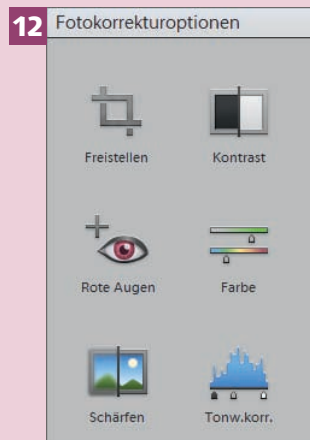 12 Fotokorrekturoptionen
Freistellen Kontrast
Rote Augen Farbe
Schärfen Tonw.korr.